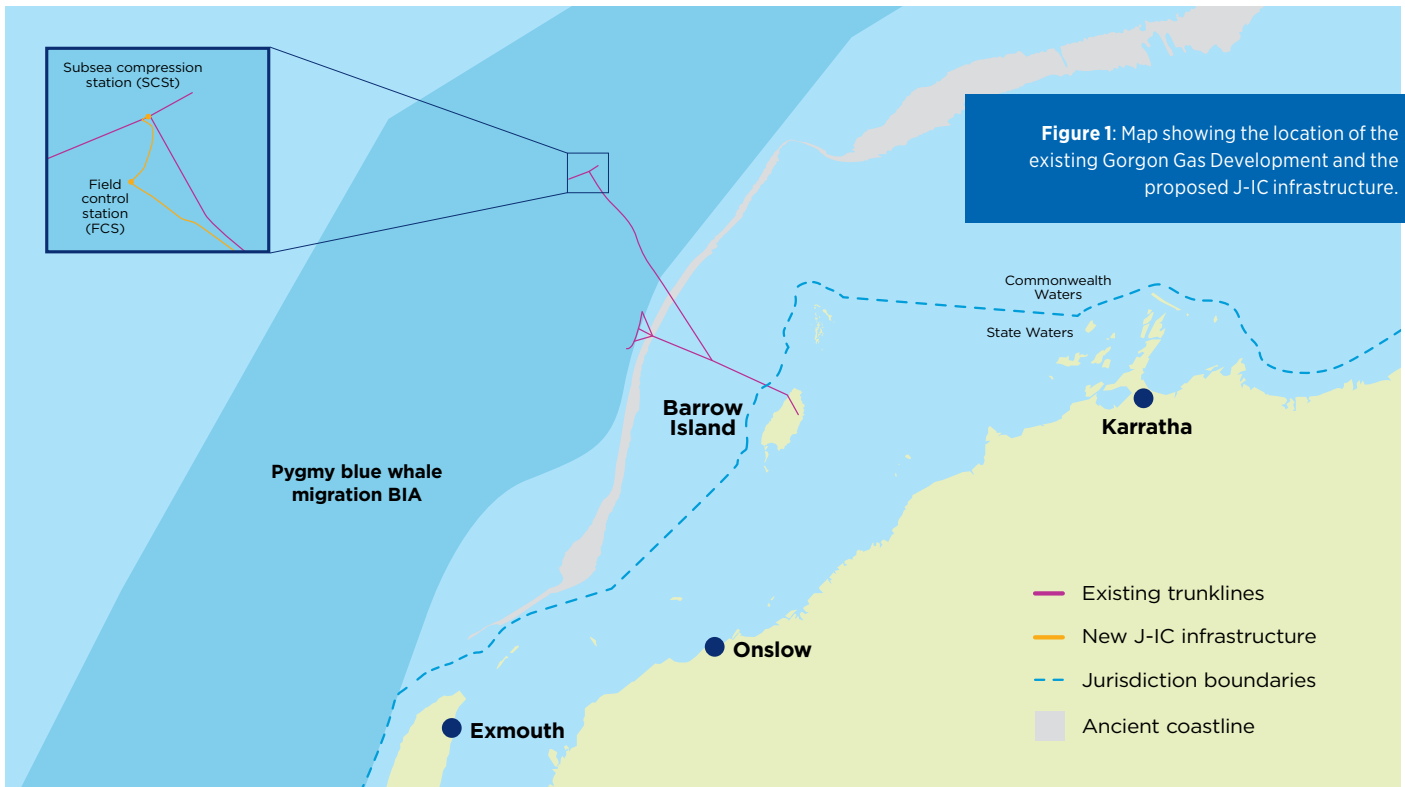 Subsea compression
station (SCSt)
Field
control
station
(FCS)
Figure 1: Map showing the location of the
existing Gorgon Gas Development and the
proposed J-IC infrastructure.
Commonwealth
Waters
State Waters
Barrow
Island
Karratha
Pygmy blue whale
migration BIA
Onslow
Exmouth
Existing trunklines
New J-IC infrastructure
Jurisdiction boundaries
Ancient coastline